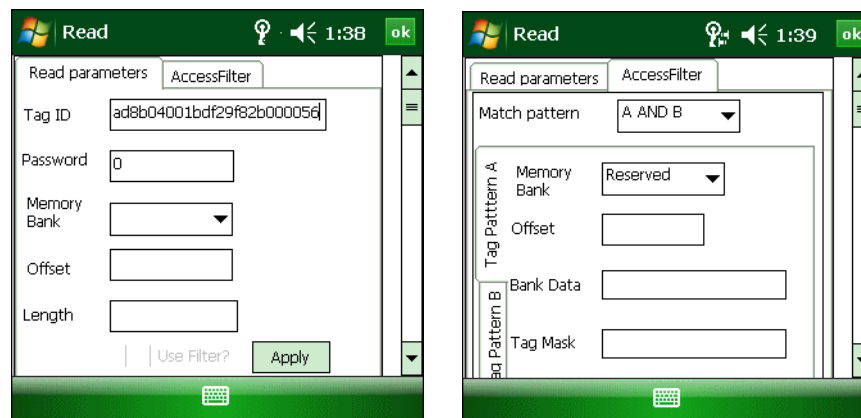 Read 1:38 ok
Read parameters AccessFilter
Tag ID ad8b04001bdf29f82b000056
Password 0
Memory
Bank
Offset
Length
Use Filter? Apply
Read 1:39 ok
Read parameters AccessFilter
Match pattern A AND B
Tag Patttern A
Memory
Bank
Reserved
Offset
Bank Data
Tag Mask
ag Pattern B